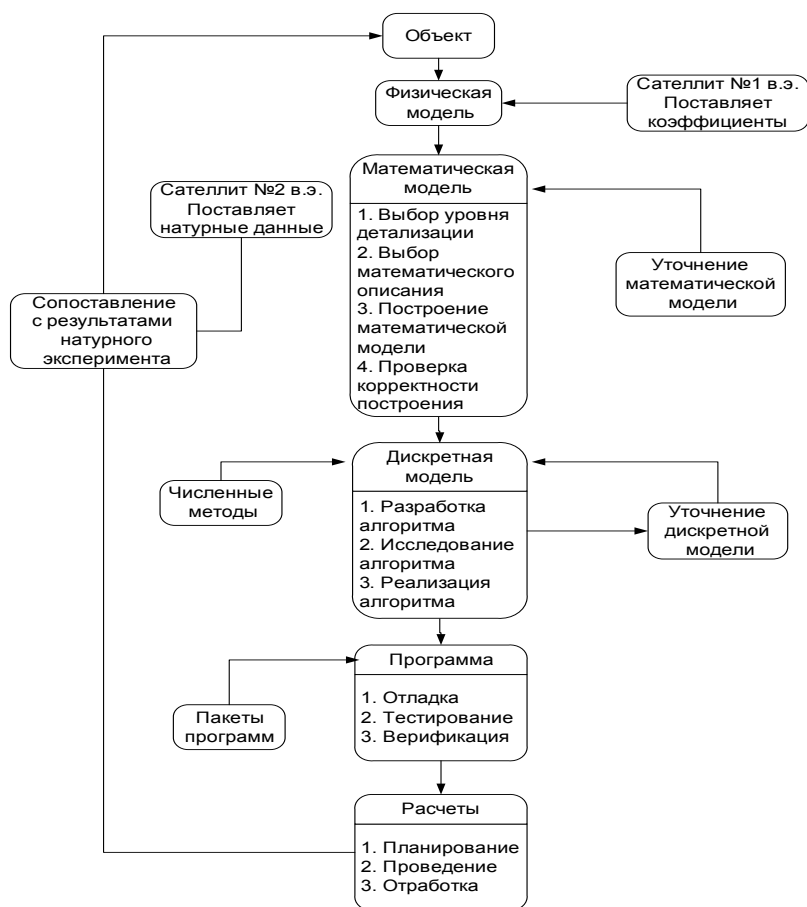 Объект
Физическая
модель
Сателлит №1 в.э.
Поставляет
коэффициенты
Математическая
модель
1. Выбор уровня
детализации
2. Выбор
математического
описания
3. Построение
математической
модели
4. Проверка
корректности
построения
Сателлит №2 в.э.
Поставляет
натурные данные
Уточнение
математической
модели
Сопоставление
с результатами
натурного
эксперимента
Дискретная
модель
1. Разработка
алгоритма
2. Исследование
алгоритма
3. Реализация
алгоритма
Численные
методы
Уточнение
дискретной
модели
Программа
1. Отладка
2. Тестирование
3. Верификация
Пакеты
программ
Расчеты
1. Планирование
2. Проведение
3. Отработка